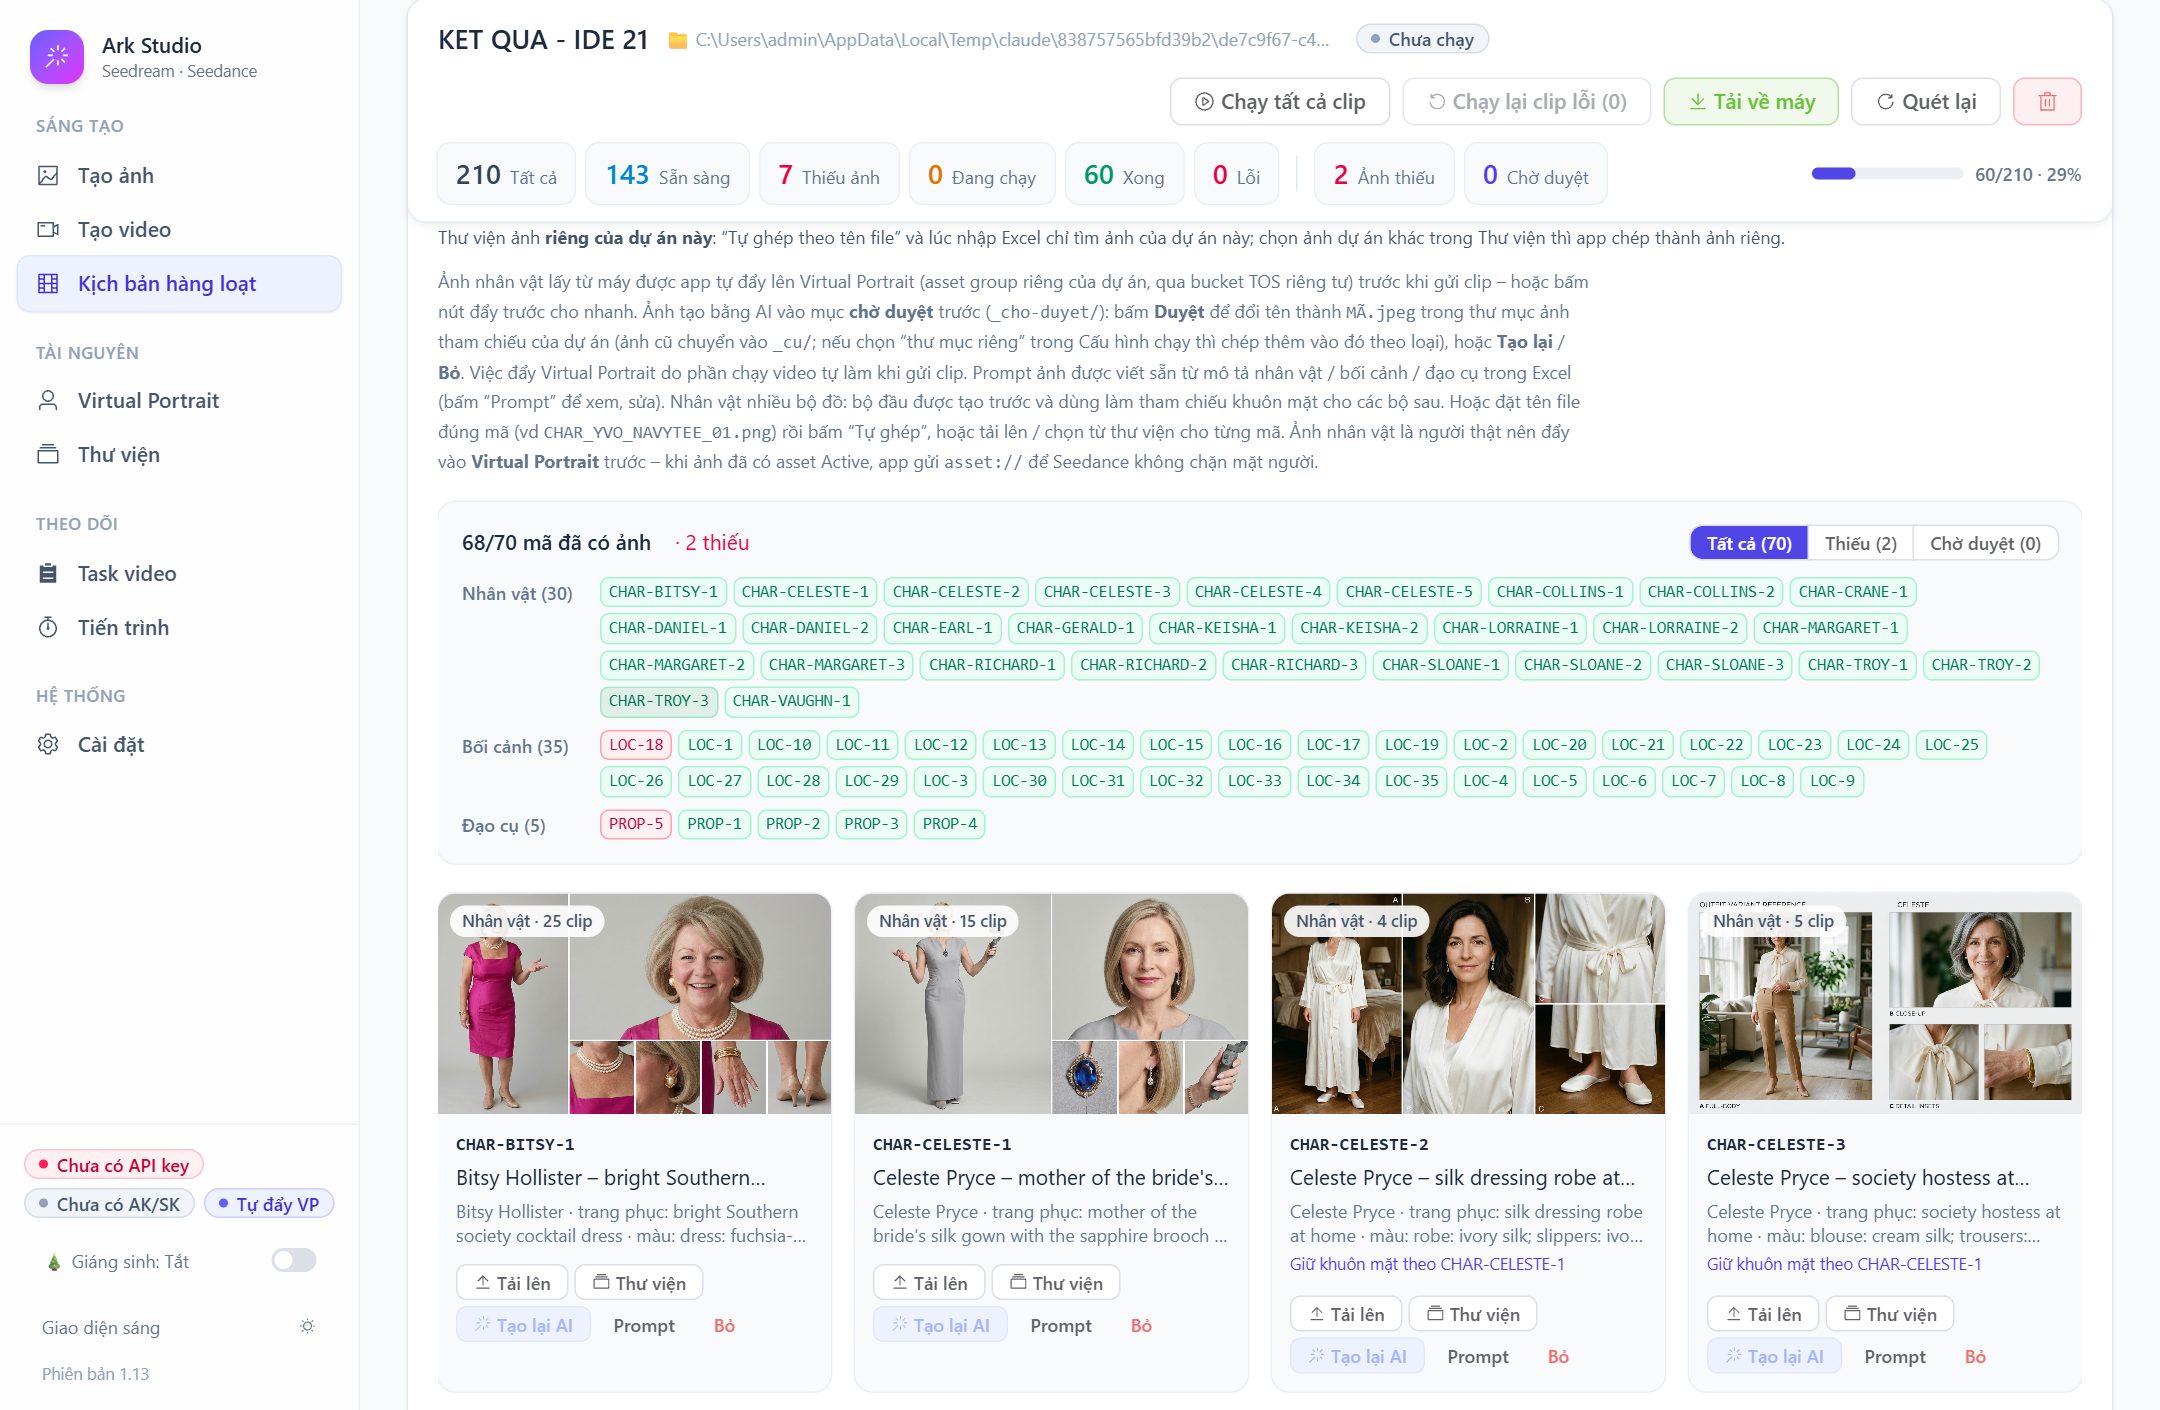 Ark Studio
Seedream · Seedance
SÁNG TẠO
Tạo ảnh
Tạo video
Kịch bản hàng loạt
TÀI NGUYÊN
Virtual Portrait
Thư viện
THEO DÕI
Task video
Tiến trình
HỆ THỐNG
Cài đặt
Chưa có API key
Chưa có AK/SK
Tự đẩy VP
Giáng sinh: Tắt
Giao diện sáng
Phiên bản 1.13
KET QUA - IDE 21
C:\Users\admin\AppData\Local\Temp\claude\838757565bfd39b2\de7c9f67-c4...
Chưa chạy
Chạy tất cả clip
Chạy lại clip lỗi (0)
Tải về máy
Quét lại
210 Tất cả
143 Sẵn sàng
7 Thiếu ảnh
0 Đang chạy
60 Xong
0 Lỗi
2 Ảnh thiếu
0 Chờ duyệt
60/210 · 29%
Thư viện ảnh riêng của dự án này: “Tự ghép theo tên file” và lúc nhập Excel chỉ tìm ảnh của dự án này; chọn ảnh dự án khác trong Thư viện thì app chép thành ảnh riêng.
Ảnh nhân vật lấy từ máy được app tự đẩy lên Virtual Portrait (asset group riêng của dự án, qua bucket TOS riêng tư) trước khi gửi clip – hoặc bấm
nút đẩy trước cho nhanh. Ảnh tạo bằng AI vào mục chờ duyệt trước (_cho-duyet/): bấm Duyệt để đổi tên thành MÃ.jpeg trong thư mục ảnh
tham chiếu của dự án (ảnh cũ chuyển vào _cu/; nếu chọn “thư mục riêng” trong Cấu hình chạy thì chép thêm vào đó theo loại), hoặc Tạo lại /
Bỏ. Việc đẩy Virtual Portrait do phần chạy video tự làm khi gửi clip. Prompt ảnh được viết sẵn từ mô tả nhân vật / bối cảnh / đạo cụ trong Excel
(bấm “Prompt” để xem, sửa). Nhân vật nhiều bộ đồ: bộ đầu được tạo trước và dùng làm tham chiếu khuôn mặt cho các bộ sau. Hoặc đặt tên file
đúng mã (vd CHAR_YVO_NAVYTEE_01.png) rồi bấm “Tự ghép”, hoặc tải lên / chọn từ thư viện cho từng mã. Ảnh nhân vật là người thật nên đẩy
vào Virtual Portrait trước – khi ảnh đã có asset Active, app gửi asset:// để Seedance không chặn mặt người.
68/70 mã đã có ảnh · 2 thiếu
Tất cả (70)
Thiếu (2)
Chờ duyệt (0)
Nhân vật (30)
CHAR-BITSY-1 CHAR-CELESTE-1 CHAR-CELESTE-2 CHAR-CELESTE-3 CHAR-CELESTE-4 CHAR-CELESTE-5 CHAR-COLLINS-1 CHAR-COLLINS-2 CHAR-CRANE-1
CHAR-DANIEL-1 CHAR-DANIEL-2 CHAR-EARL-1 CHAR-GERALD-1 CHAR-KEISHA-1 CHAR-KEISHA-2 CHAR-LORRAINE-1 CHAR-LORRAINE-2 CHAR-MARGARET-1
CHAR-MARGARET-2 CHAR-MARGARET-3 CHAR-RICHARD-1 CHAR-RICHARD-2 CHAR-RICHARD-3 CHAR-SLOANE-1 CHAR-SLOANE-2 CHAR-SLOANE-3 CHAR-TROY-1 CHAR-TROY-2
CHAR-TROY-3 CHAR-VAUGHN-1
Bối cảnh (35)
LOC-18 LOC-1 LOC-10 LOC-11 LOC-12 LOC-13 LOC-14 LOC-15 LOC-16 LOC-17 LOC-19 LOC-2 LOC-20 LOC-21 LOC-22 LOC-23 LOC-24 LOC-25
LOC-26 LOC-27 LOC-28 LOC-29 LOC-3 LOC-30 LOC-31 LOC-32 LOC-33 LOC-34 LOC-35 LOC-4 LOC-5 LOC-6 LOC-7 LOC-8 LOC-9
Đạo cụ (5)
PROP-5 PROP-1 PROP-2 PROP-3 PROP-4
Nhân vật · 25 clip
CHAR-BITSY-1
Bitsy Hollister – bright Southern...
Bitsy Hollister · trang phục: bright Southern
society cocktail dress · màu: dress: fuchsia-...
Tải lên
Thư viện
Tạo lại AI
Prompt
Bỏ
Nhân vật · 15 clip
CHAR-CELESTE-1
Celeste Pryce – mother of the bride's...
Celeste Pryce · trang phục: mother of the
bride's silk gown with the sapphire brooch ...
Tải lên
Thư viện
Tạo lại AI
Prompt
Bỏ
Nhân vật · 4 clip
A
B
A
C
CHAR-CELESTE-2
Celeste Pryce – silk dressing robe at...
Celeste Pryce · trang phục: silk dressing robe
at home · màu: robe: ivory silk; slippers: ivo...
Giữ khuôn mặt theo CHAR-CELESTE-1
Tải lên
Thư viện
Tạo lại AI
Prompt
Bỏ
OUTFIT VARIANT REFERENCE
CELESTE
Nhân vật · 5 clip
B CLOSE-UP
A FULL-BODY
C DETAIL INSETS
CHAR-CELESTE-3
Celeste Pryce – society hostess at...
Celeste Pryce · trang phục: society hostess at
home · màu: blouse: cream silk; trousers:...
Giữ khuôn mặt theo CHAR-CELESTE-1
Tải lên
Thư viện
Tạo lại AI
Prompt
Bỏ